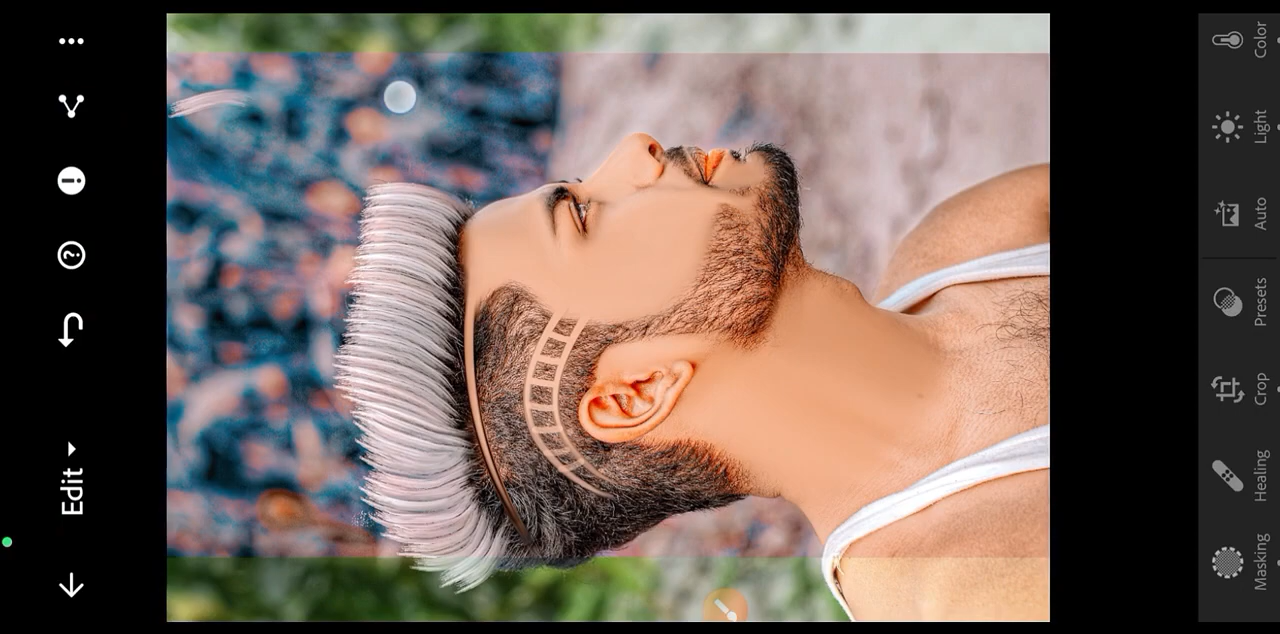 Edit
Masking
Healing
Crop
Presets
Auto
Light
Color